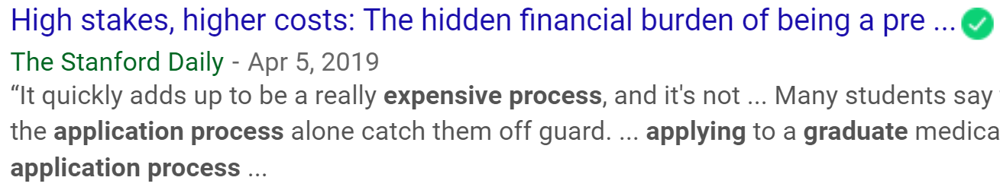 High stakes, higher costs: The hidden financial burden of being a pre ...
The Stanford Daily - Apr 5, 2019
“It quickly adds up to be a really expensive process, and it's not ... Many students say
the application process alone catch them off guard. ... applying to a graduate medica
application process ...